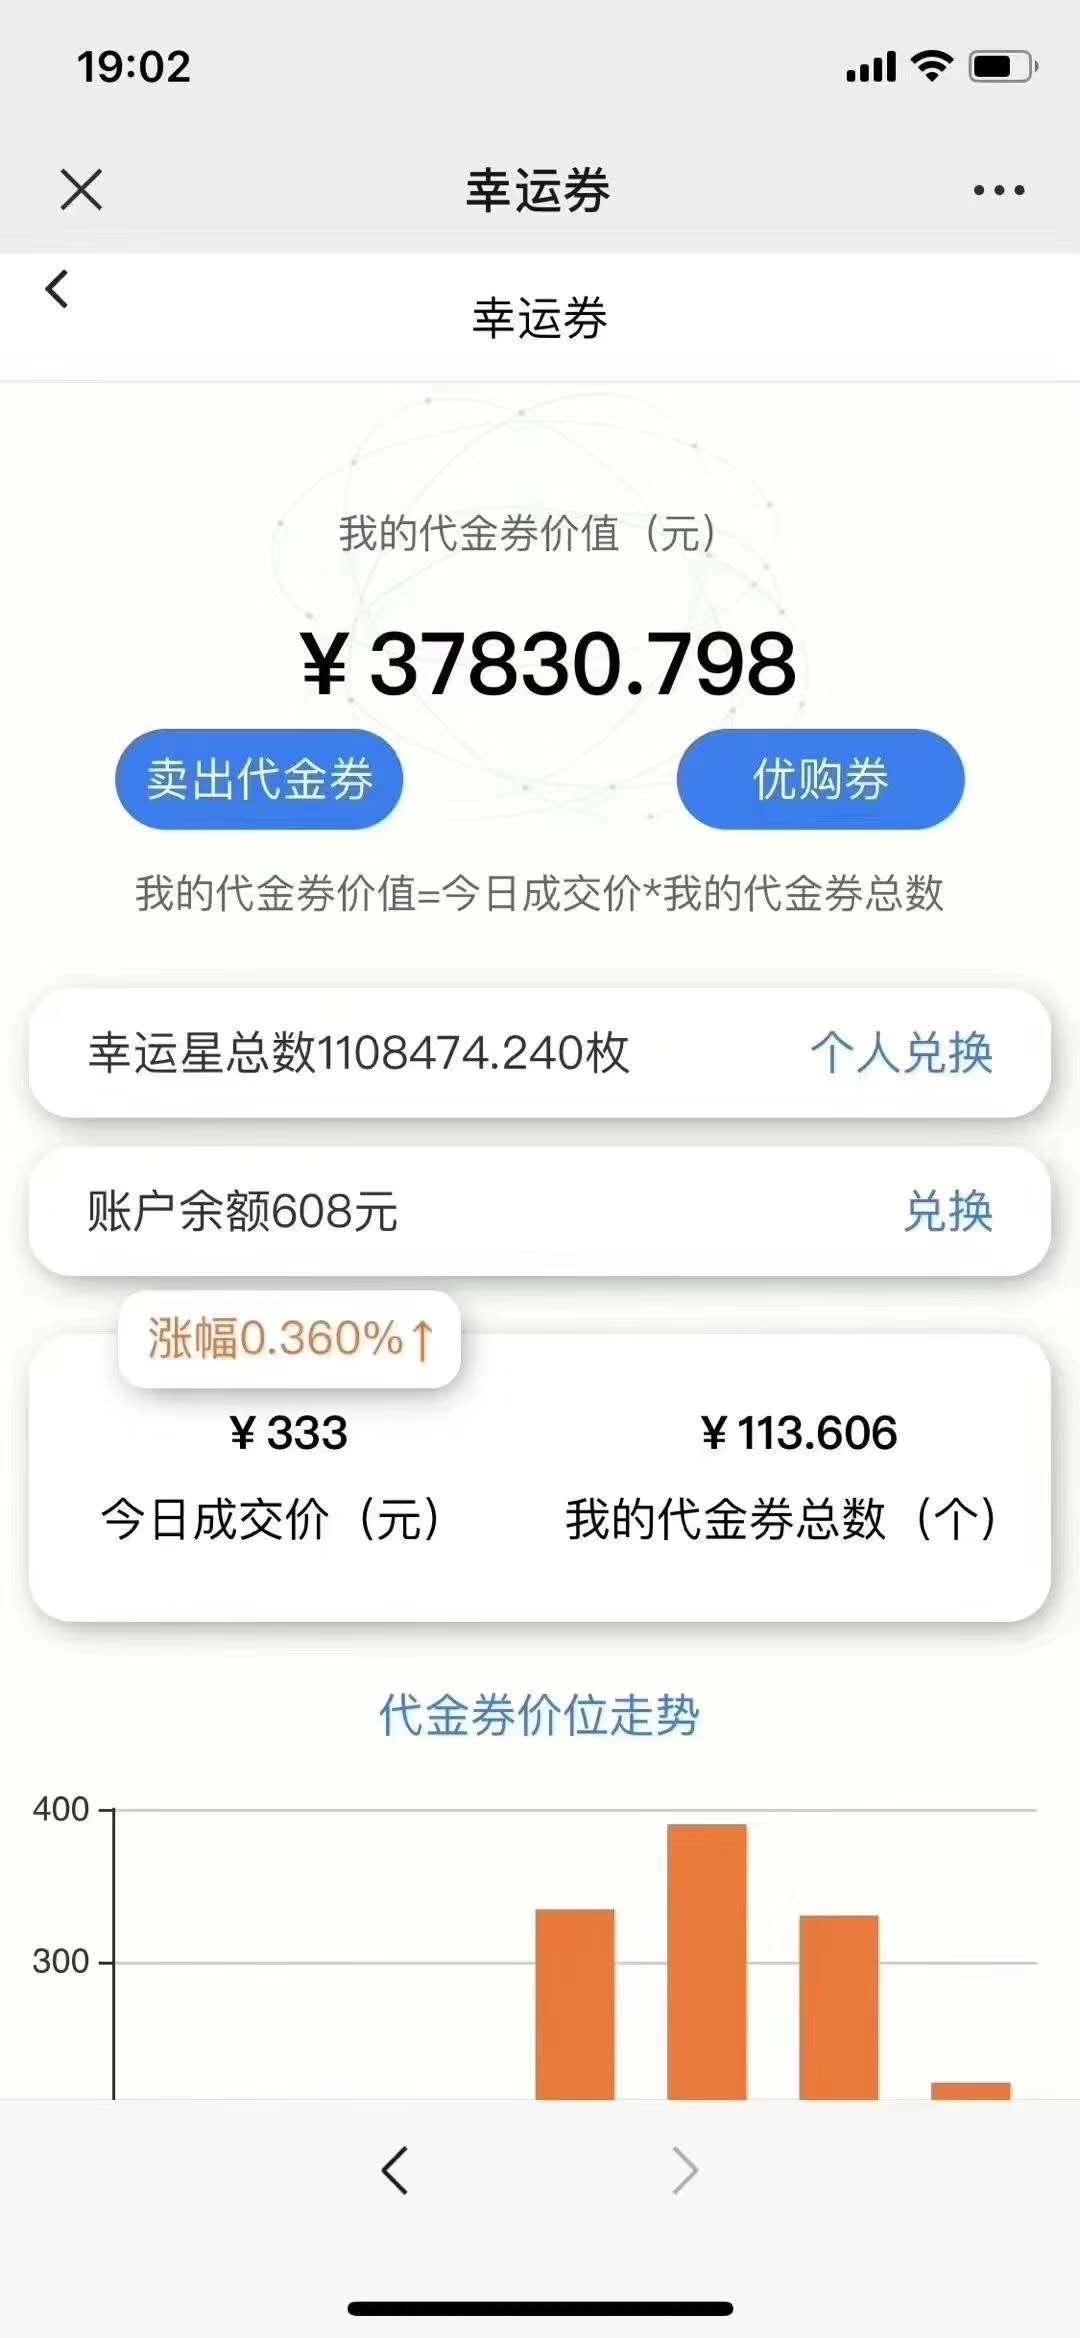 19:02
幸运券
幸运券
我的代金券价值（元）
¥37830.798
卖出代金券
优购券
我的代金券价值=今日成交价*我的代金券总数
幸运星总数1108474.240枚
个人兑换
账户余额608元
兑换
涨幅0.360%↑
¥333
¥113.606
今日成交价（元）
我的代金券总数（个）
代金券价位走势
400
300